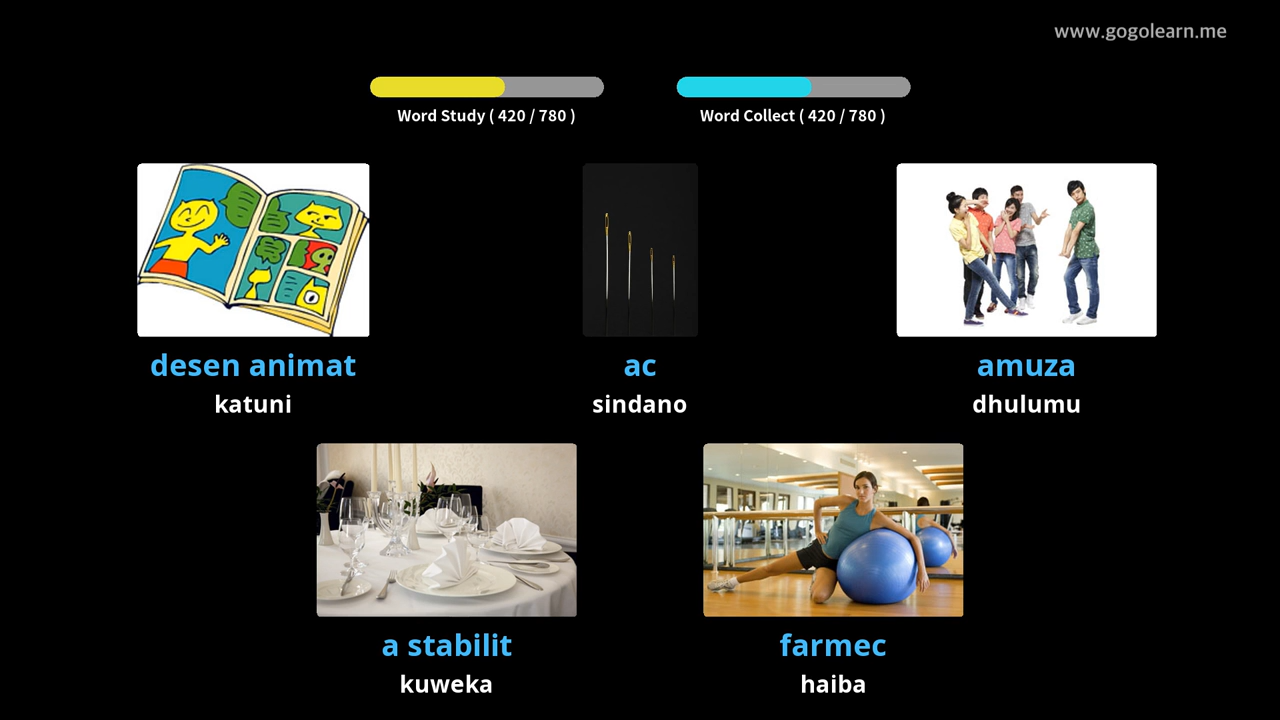 www.gogolearn.me
Word Study ( 420 / 780 )
Word Collect ( 420 / 780 )
desen animat
katuni
ac
sindano
amuza
dhulumu
a stabilit
kuweka
farmec
haiba